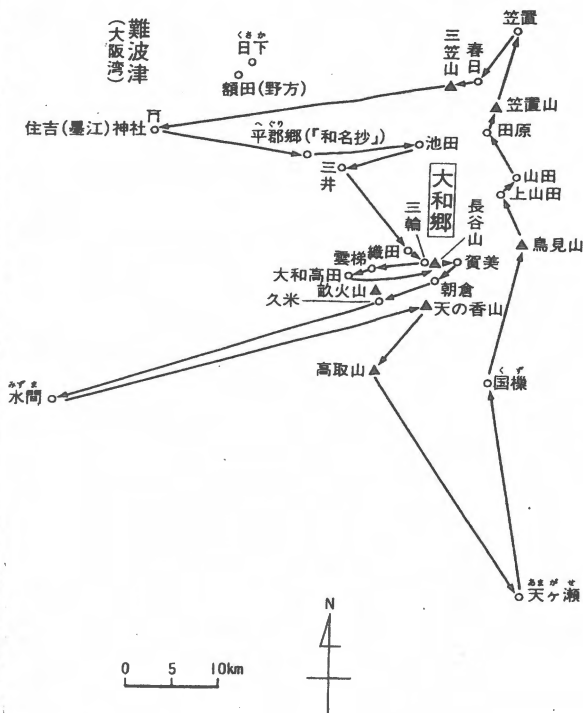 難波津
(大阪湾)
くさか
日下
額田(野方)
笠置
春日
三笠山
笠置山
田原
住吉(墨江)神社
へぐり
平郡郷(『和名抄』)
池田
三井
山田
上山田
大和郷
三輪
長谷山
織田
雲梯
賀美
鳥見山
大和高田
畝火山
朝倉
久米
天の香山
高取山
くず
国樔
みずま
水間
あまがせ
天ヶ瀬
N
0 5 10km